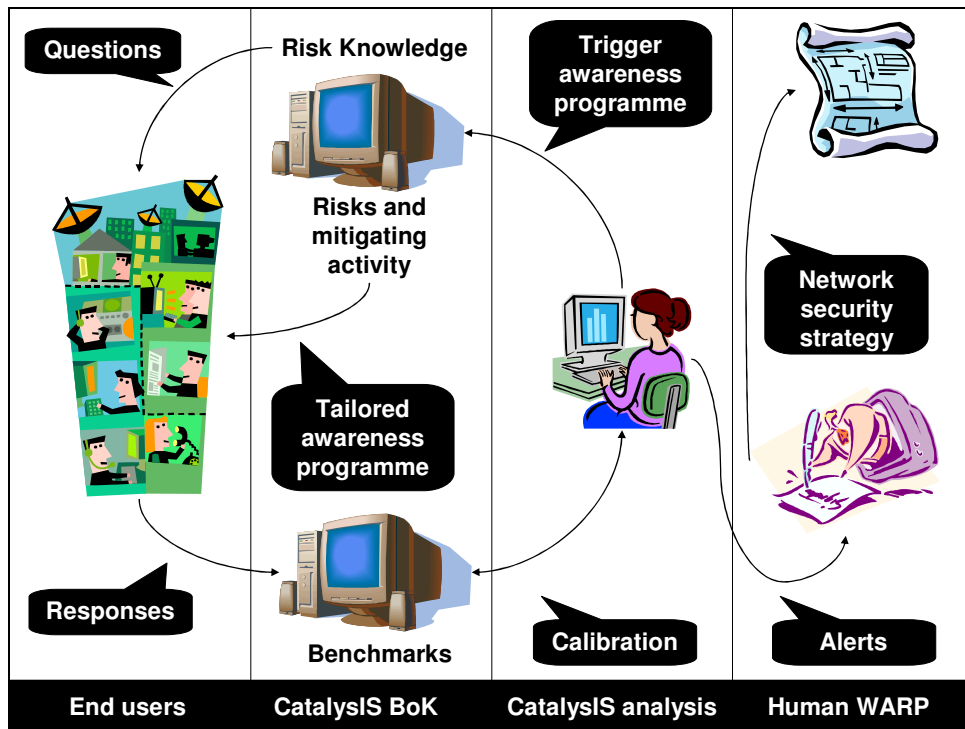 Questions
Risk Knowledge
Trigger
awareness
programme
Risks and
mitigating
activity
Network
security
strategy
Tailored
awareness
programme
Responses
Benchmarks
Calibration
Alerts
End users
CatalysIS BoK
CatalysIS analysis
Human WARP